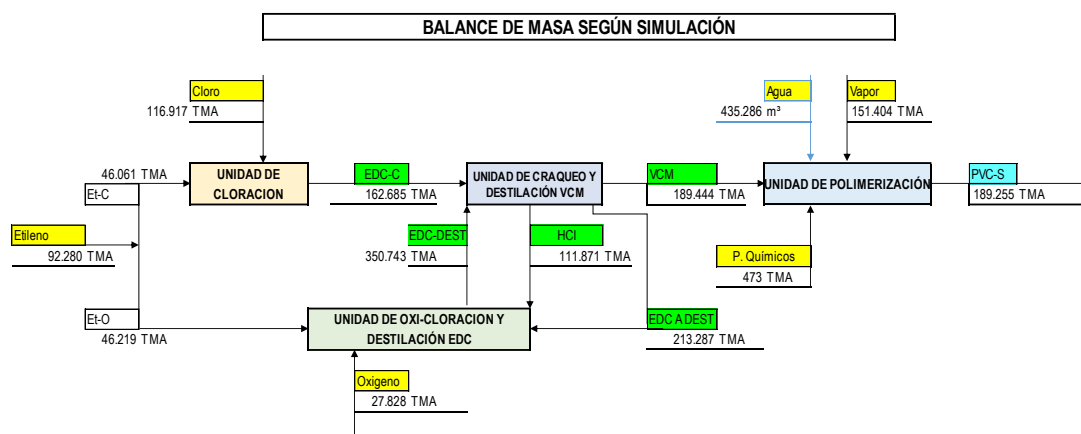 BALANCE DE MASA SEGÚN SIMULACIÓN
Cloro
116.917 TMA
Agua
435.286 m³
Vapor
151.404 TMA
46.061 TMA
Et-C
UNIDAD DE
CLORACION
EDC-C
162.685 TMA
UNIDAD DE CRAQUEO Y
DESTILACIÓN VCM
VCM
189.444 TMA
UNIDAD DE POLIMERIZACIÓN
PVC-S
189.255 TMA
Etileno
92.280 TMA
EDC-DEST
350.743 TMA
HCl
111.871 TMA
P. Químicos
473 TMA
Et-O
46.219 TMA
UNIDAD DE OXI-CLORACION Y
DESTILACIÓN EDC
EDC A DEST
213.287 TMA
Oxigeno
27.828 TMA